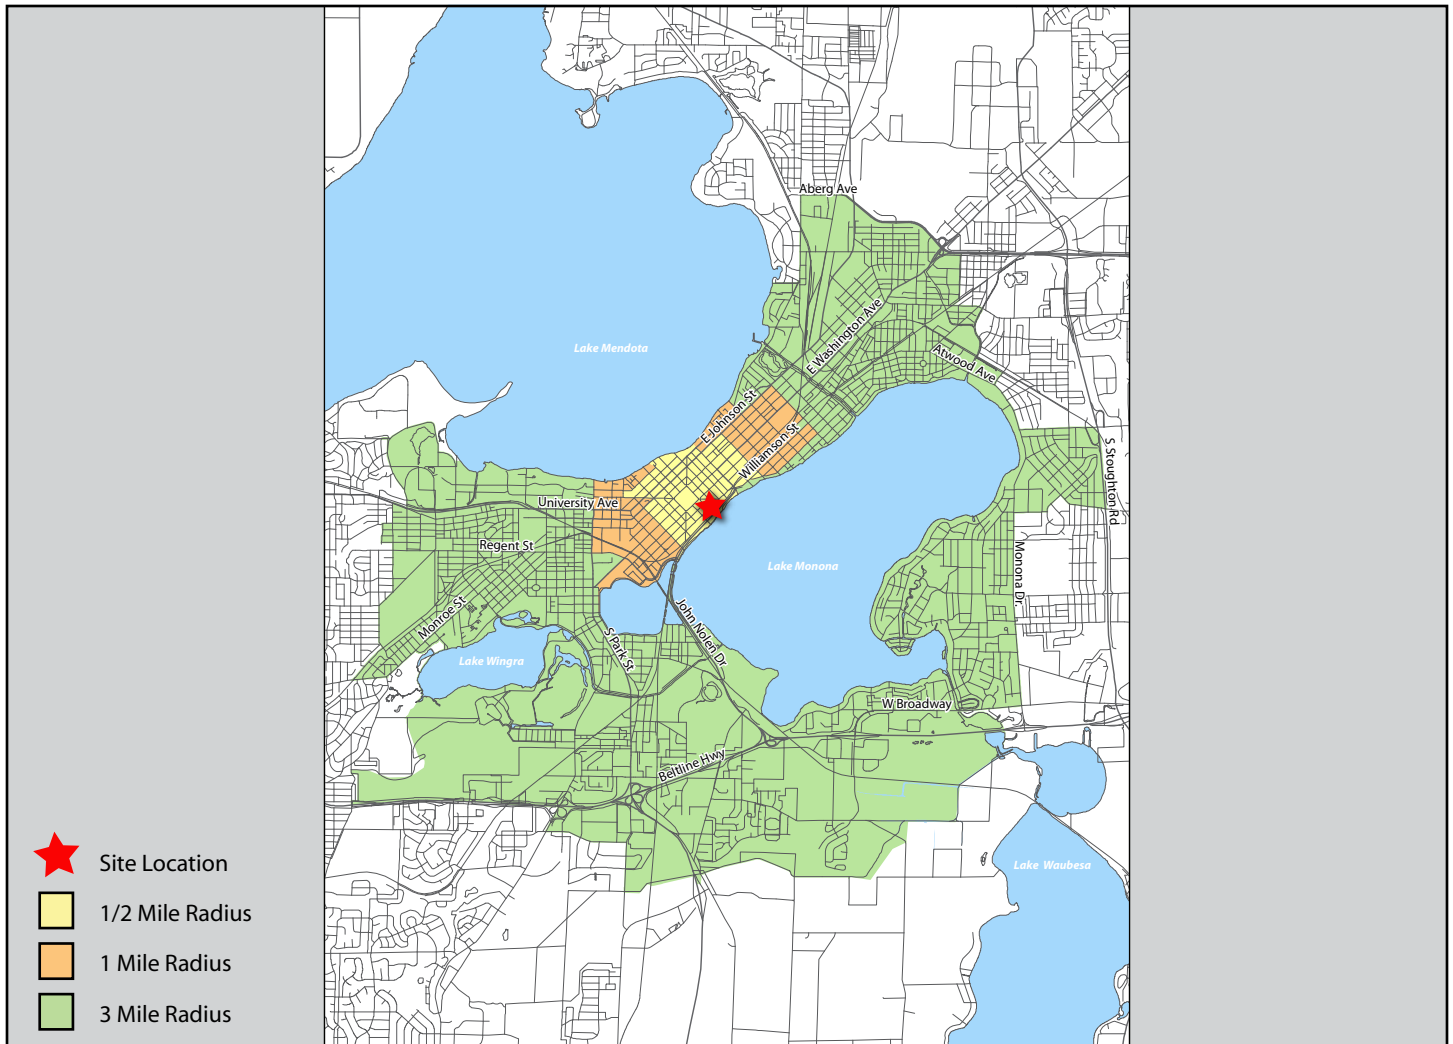 Aberg Ave
E Washington Ave
Lake Mendota
Atwood Ave
E Johnson St
Williamson St
S Stoughton Rd
University Ave
Regent St
Lake Monona
Monona Dr.
Monroe St
John Nolen Dr
S Park St
Lake Wingra
W Broadway
Beltline Hwy
Lake Waubesa
Site Location
1/2 Mile Radius
1 Mile Radius
3 Mile Radius